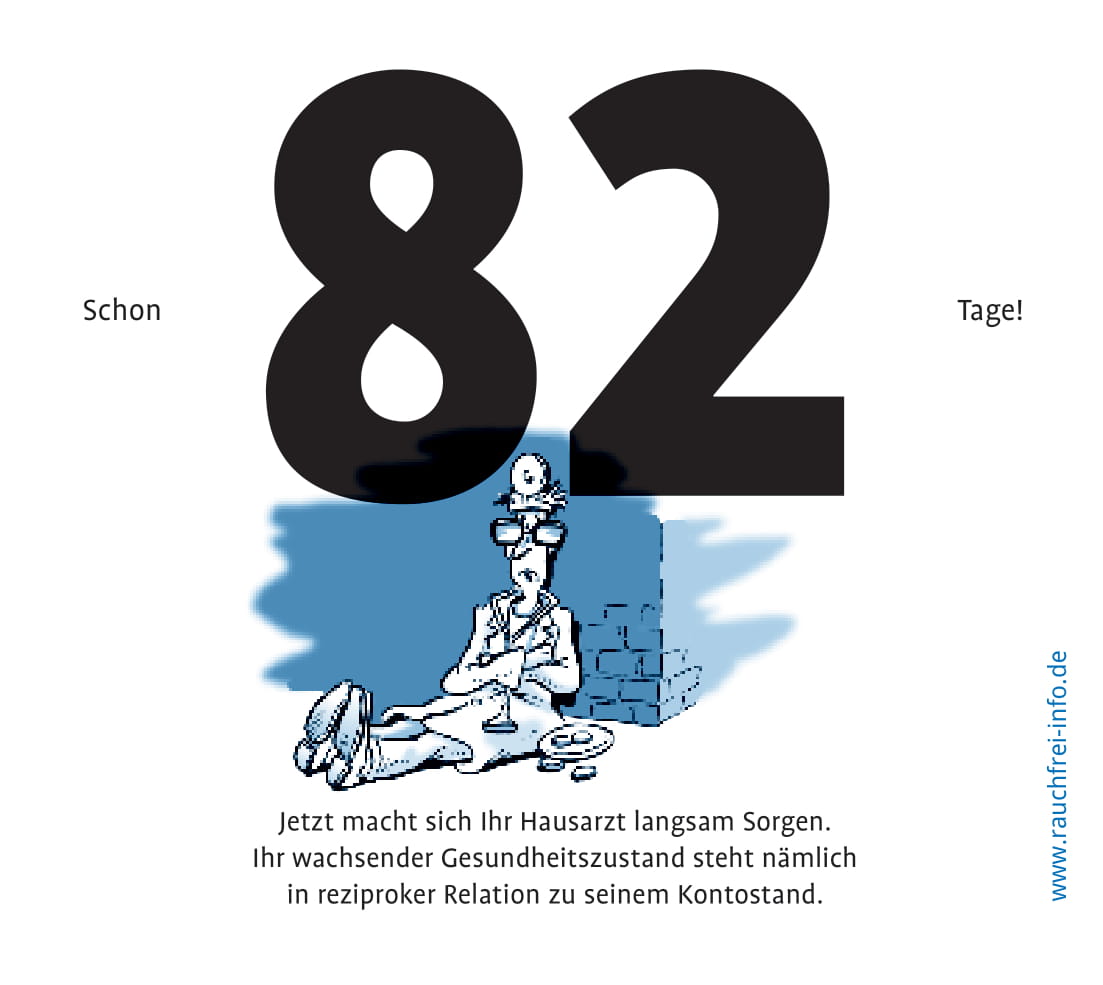 Schon 82 Tage!
Jetzt macht sich Ihr Hausarzt langsam Sorgen.
Ihr wachsender Gesundheitszustand steht nämlich
in reziproker Relation zu seinem Kontostand.
www.rauchfrei-info.de